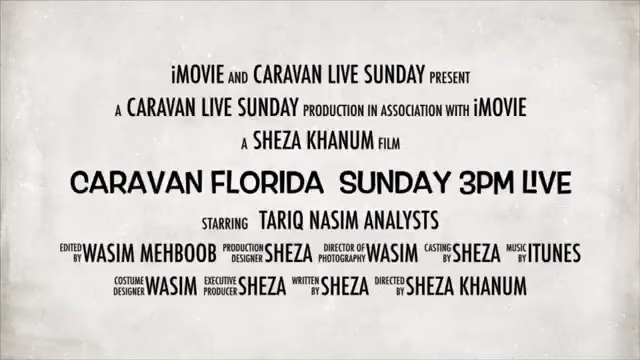 iMOVIE AND CARAVAN LIVE SUNDAY PRESENT
A CARAVAN LIVE SUNDAY PRODUCTION IN ASSOCIATION WITH iMOVIE
A SHEZA KHANUM FILM
CARAVAN FLORIDA SUNDAY 3PM LIVE
STARRING TARIQ NASIM ANALYSTS
EDITED BY WASIM MEHBOOB PRODUCTION DESIGNER SHEZA DIRECTOR OF PHOTOGRAPHY WASIM CASTING BY SHEZA MUSIC BY ITUNES
COSTUME DESIGNER WASIM EXECUTIVE PRODUCER SHEZA WRITTEN BY SHEZA DIRECTED BY SHEZA KHANUM